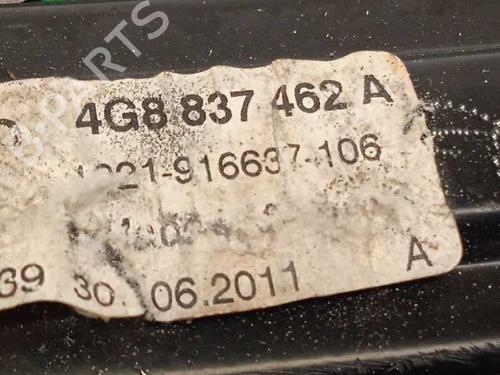 B-PARTS
4G8 837 462 A
1021-916637-106
39 30. 06.2011 A